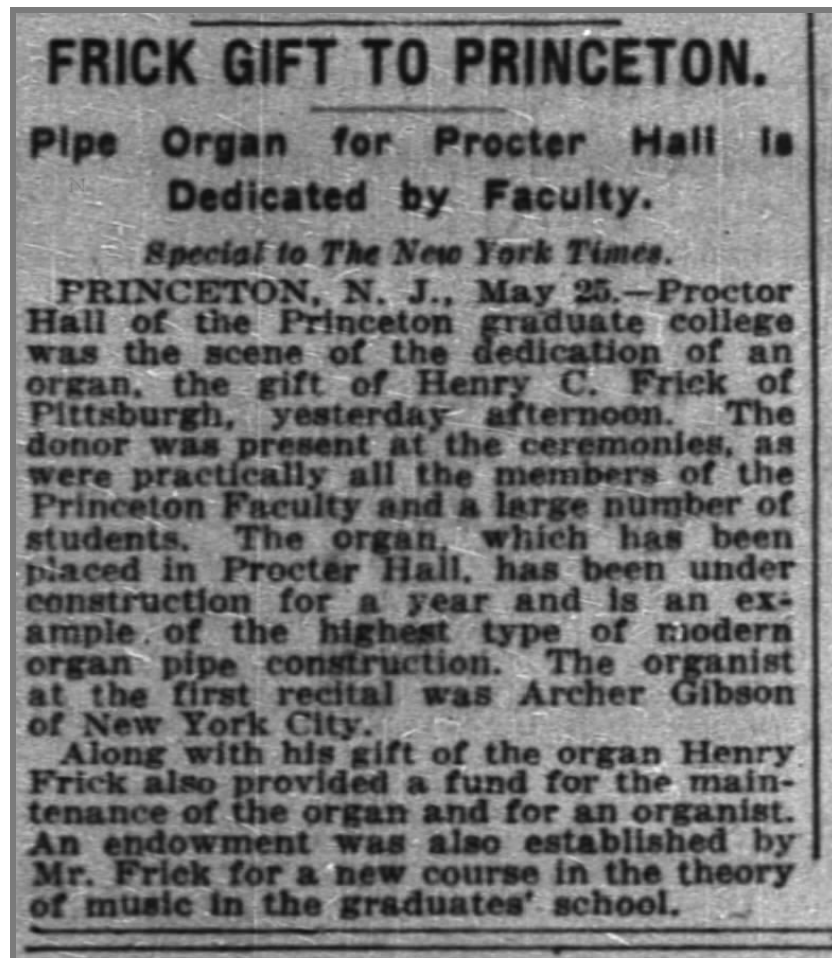 FRICK GIFT TO PRINCETON.
Pipe Organ for Procter Hall is
Dedicated by Faculty.
Special to The New York Times.
PRINCETON, N. J., May 25.—Proctor
Hall of the Princeton graduate college
was the scene of the dedication of an
organ, the gift of Henry C. Frick of
Pittsburgh, yesterday afternoon. The
donor was present at the ceremonies, as
were practically all the members of the
Princeton Faculty and a large number of
students. The organ, which has been
placed in Procter Hall, has been under
construction for a year and is an ex-
ample of the highest type of modern
organ pipe construction. The organist
at the first recital was Archer Gibson
of New York City.
Along with his gift of the organ Henry
Frick also provided a fund for the main-
tenance of the organ and for an organist.
An endowment was also established by
Mr. Frick for a new course in the theory
of music in the graduates' school.